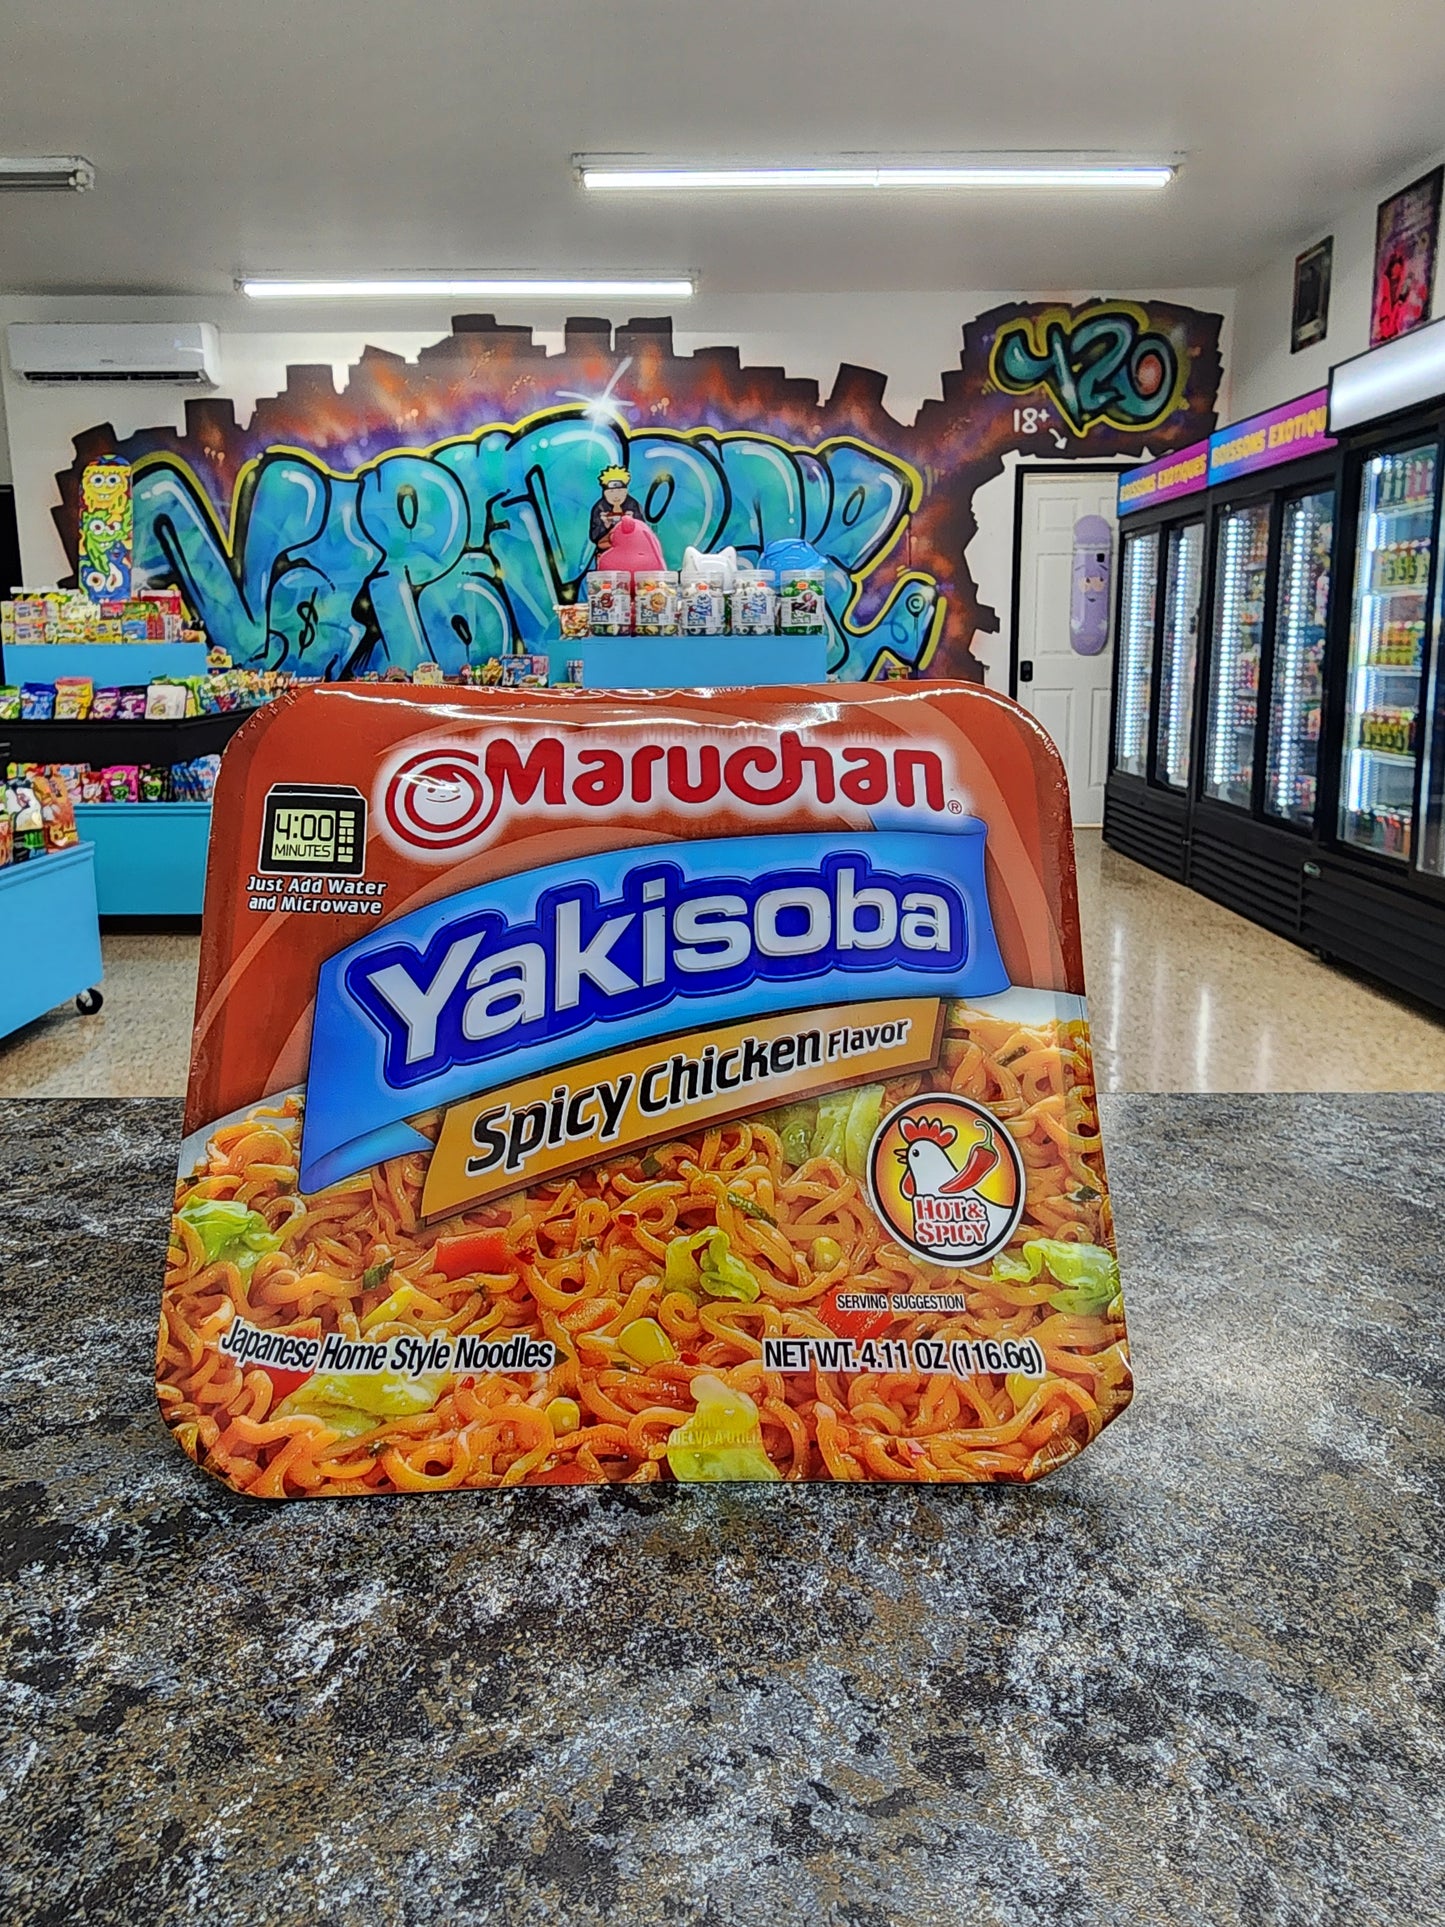 420
18+
BOISSONS EXOTIQUES
BOISSONS EXOTIQU
Maruchan®
4:00
MINUTES
Just Add Water
and Microwave
Yakisoba
Spicy Chicken Flavor
HOT &
SPICY
SERVING SUGGESTION
Japanese Home Style Noodles
NET WT. 4.11 OZ (116.6g)